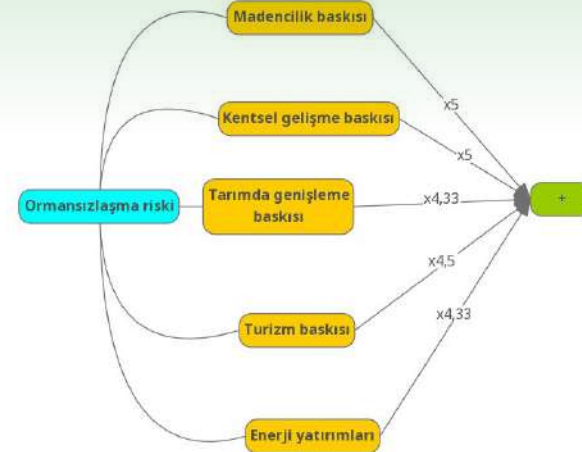 Madencilik baskısı
x5
Kentsel gelişme baskısı
x5
Ormansızlaşma riski
Tarımda genişleme
baskısı
x4,33
+
x4,5
Turizm baskısı
x4,33
Enerji yatırımları